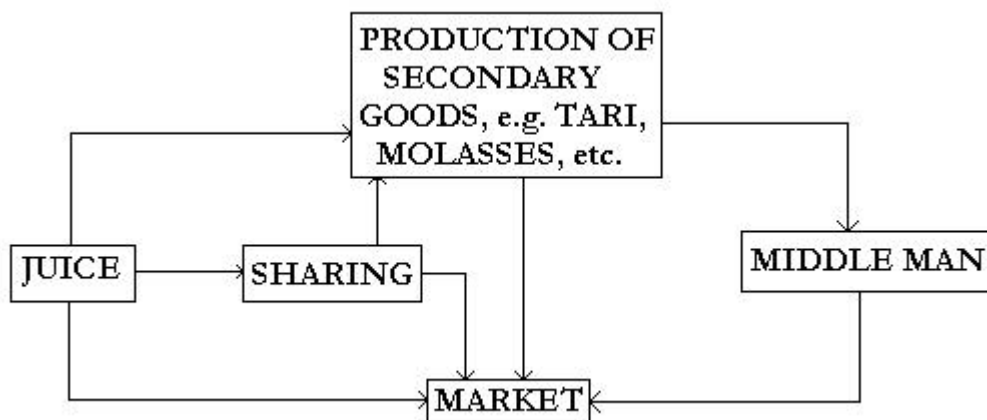 PRODUCTION OF
SECONDARY
GOODS, e.g. TARI,
MOLASSES, etc.
JUICE
SHARING
MIDDLE MAN
MARKET